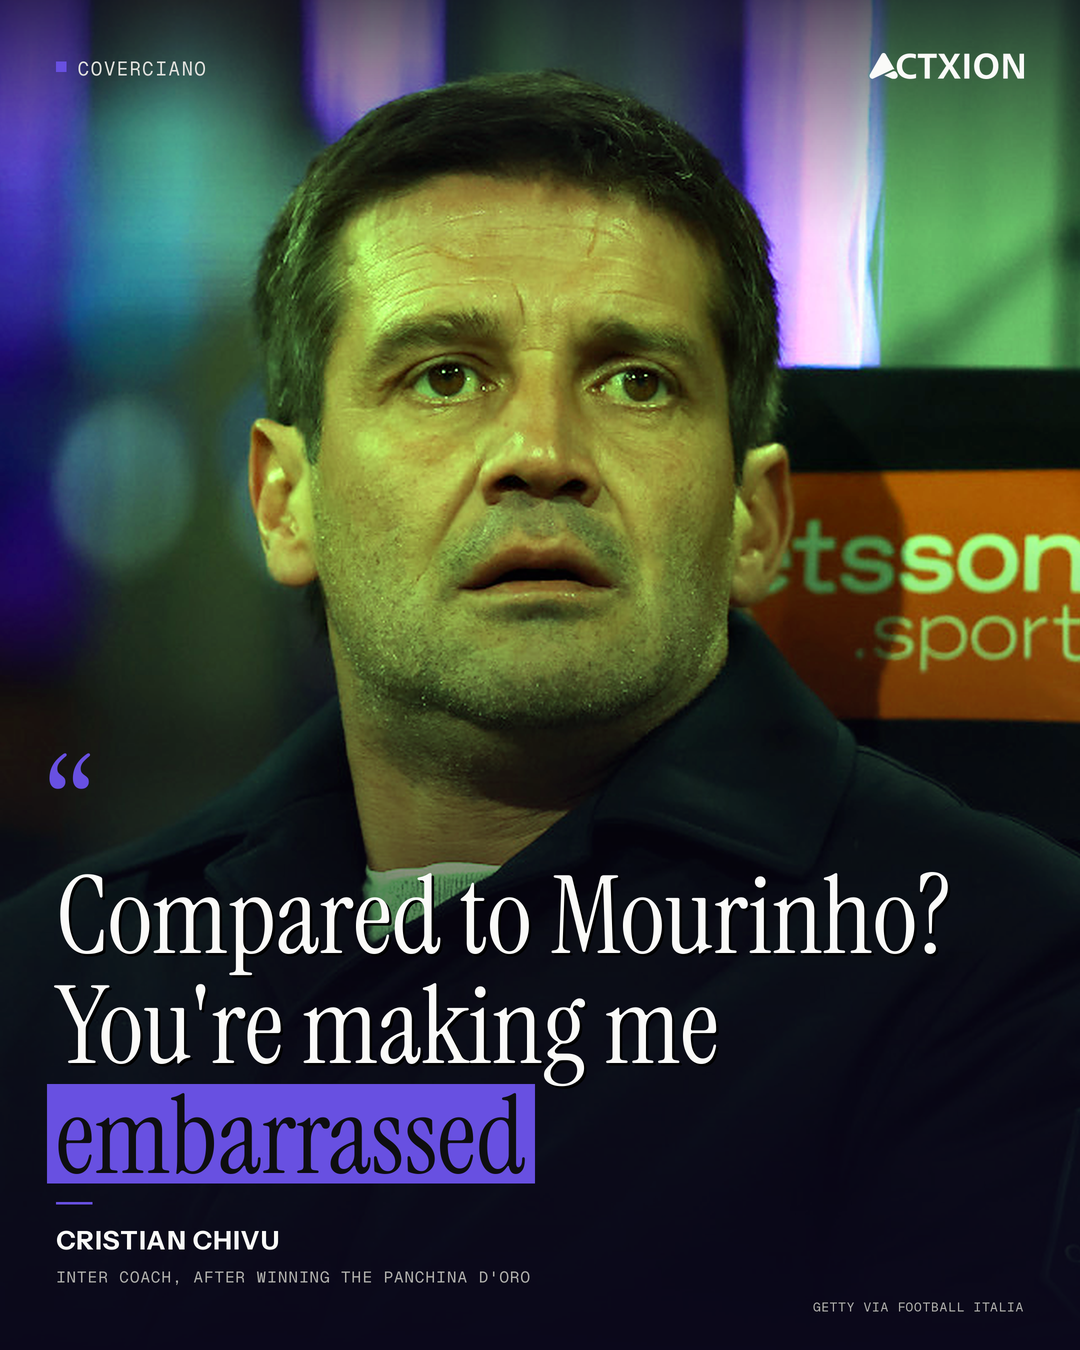 COVERCIANO
ACTXION
etsson
.sport
“
Compared to Mourinho?
You're making me
embarrassed
CRISTIAN CHIVU
INTER COACH, AFTER WINNING THE PANCHINA D'ORO
GETTY VIA FOOTBALL ITALIA